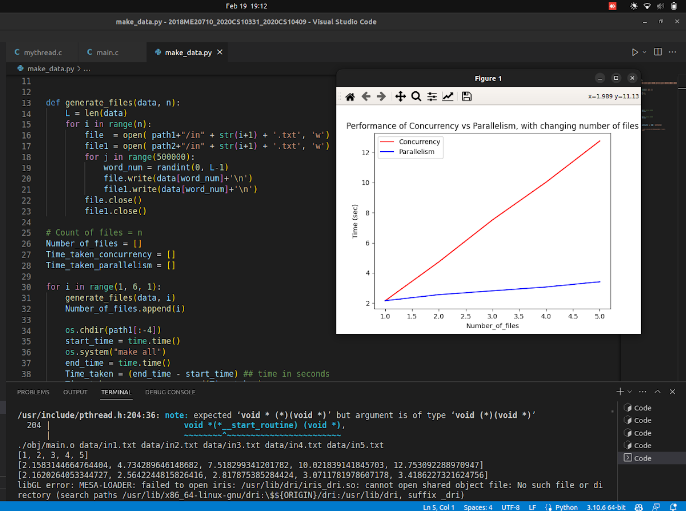 Feb 19 19:12
make_data.py - 2018ME20710_2020CS10331_2020CS10409 - Visual Studio Code
mythread.c
main.c
make_data.py
make_data.py > ...
11
12
13 def generate_files(data, n):
14 L = len(data)
15 for i in range(n):
16 file = open( path1+"/in" + str(i+1) + '.txt', 'w')
17 file1 = open( path2+"/in" + str(i+1) + '.txt', 'w')
18 for j in range(500000):
19 word_num = randint(0, L-1)
20 file.write(data[word_num]+'\n')
21 file1.write(data[word_num]+'\n')
22 file.close()
23 file1.close()
24
25 # Count of files = n
26 Number_of_files = []
27 Time_taken_concurrency = []
28 Time_taken_parallelism = []
29
30 for i in range(1, 6, 1):
31 generate_files(data, i)
32 Number_of_files.append(i)
33
34 os.chdir(path1[:-4])
35 start_time = time.time()
36 os.system("make all")
37 end_time = time.time()
38 Time_taken = (end_time - start_time) ## time in seconds
Figure 1
x=1.989 y=11.13
Performance of Concurrency vs Parallelism, with changing number of files
Concurrency
Parallelism
Time (sec)
12
10
8
6
4
2
1.0 1.5 2.0 2.5 3.0 3.5 4.0 4.5 5.0
Number_of_files
PROBLEMS OUTPUT TERMINAL DEBUG CONSOLE
/usr/include/pthread.h:204:36: note: expected ‘void * (*)(void *)’ but argument is of type ‘void (*)(void *)’
204 | void *(*__start_routine) (void *),
| ~~~~~~~~^~~~~~~~~~~~~~~~~~~~~~~~~
./obj/main.o data/in1.txt data/in2.txt data/in3.txt data/in4.txt data/in5.txt
[1, 2, 3, 4, 5]
[2.1583144664764404, 4.734289646148682, 7.518299341201782, 10.021839141845703, 12.753092288970947]
[2.1620264053344727, 2.5642244815826416, 2.817875385284424, 3.0711781978607178, 3.4186227321624756]
libGL error: MESA-LOADER: failed to open iris: /usr/lib/dri/iris_dri.so: cannot open shared object file: No such file or di
rectory (search paths /usr/lib/x86_64-linux-gnu/dri:\$${ORIGIN}/dri:/usr/lib/dri, suffix _dri)
Code
Code
Code
Code
Code
Ln 5, Col 1 Spaces: 4 UTF-8 LF Python 3.10.6 64-bit